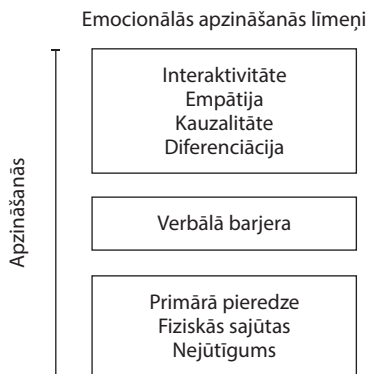 Emocionālās apzināšanās līmeņi
Apzināšanās
Interaktivitāte
Empātija
Kauzalitāte
Diferenciācija
Verbālā barjera
Primārā pieredze
Fiziskās sajūtas
Nejūtīgums